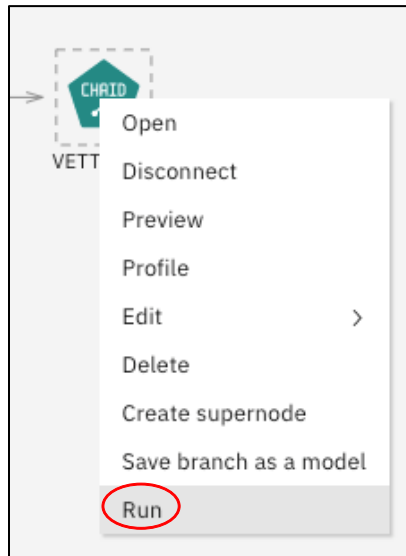 CHAID
VETT
Open
Disconnect
Preview
Profile
Edit
Delete
Create supernode
Save branch as a model
Run